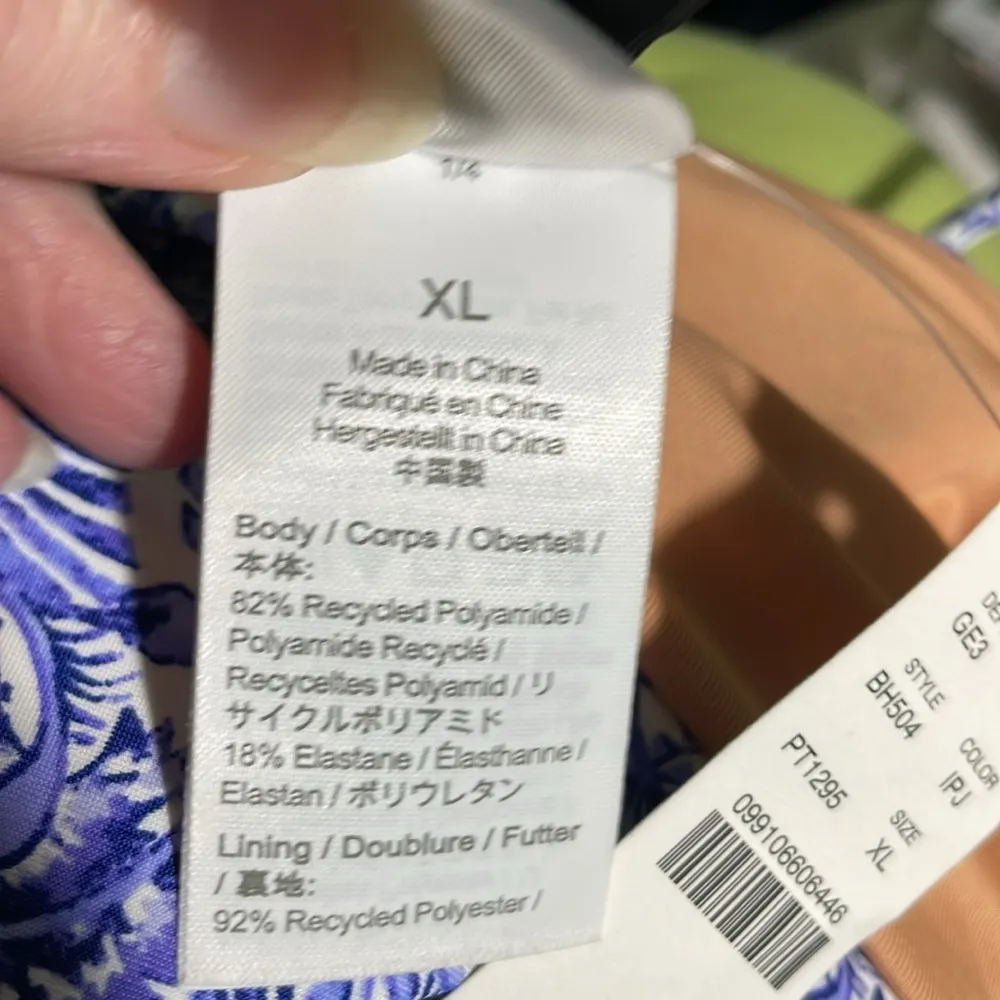 1/4
XL
Made in China
Fabriqué en Chine
Hergestellt in China
中国製
Body / Corps / Oberteil /
本体:
82% Recycled Polyamide /
Polyamide Recyclé /
Recyceltes Polyamid / リ
サイクルポリアミド
18% Elastane / Élasthanne /
Elastan / ポリウレタン
Lining / Doublure / Futter
/ 裏地:
92% Recycled Polyester /
GE3
STYLE
BH504
COLOR
IPJ
PT1295
SIZE
XL
099106606446